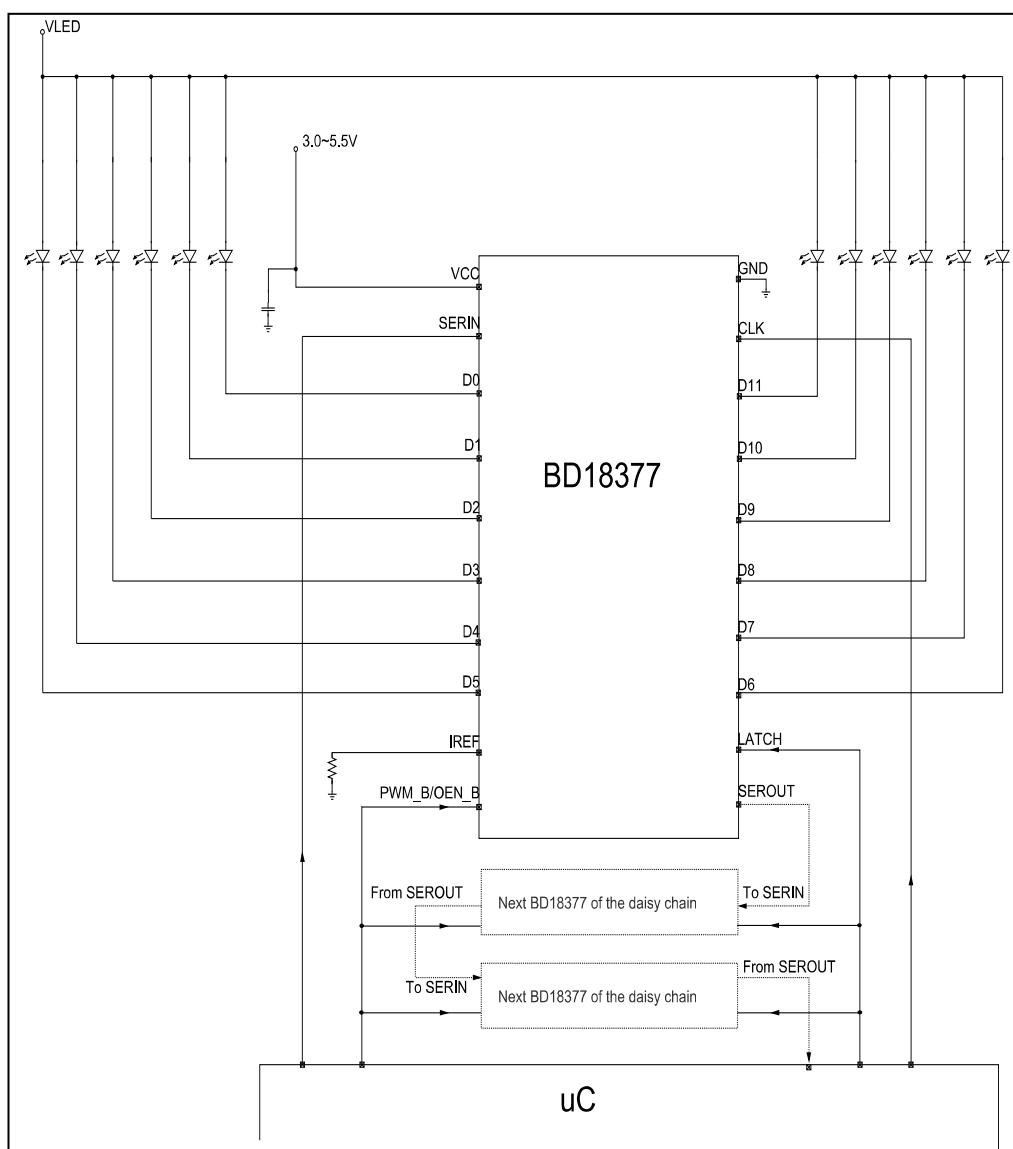 VLED
3.0~5.5V
VCC
GND
SERIN
CLK
D0
D11
D1
D10
BD18377
D2
D9
D3
D8
D4
D7
D5
D6
IREF
LATCH
PWM_B/OEN_B
SEROUT
From SEROUT
Next BD18377 of the daisy chain
To SERIN
From SEROUT
To SERIN
Next BD18377 of the daisy chain
uC